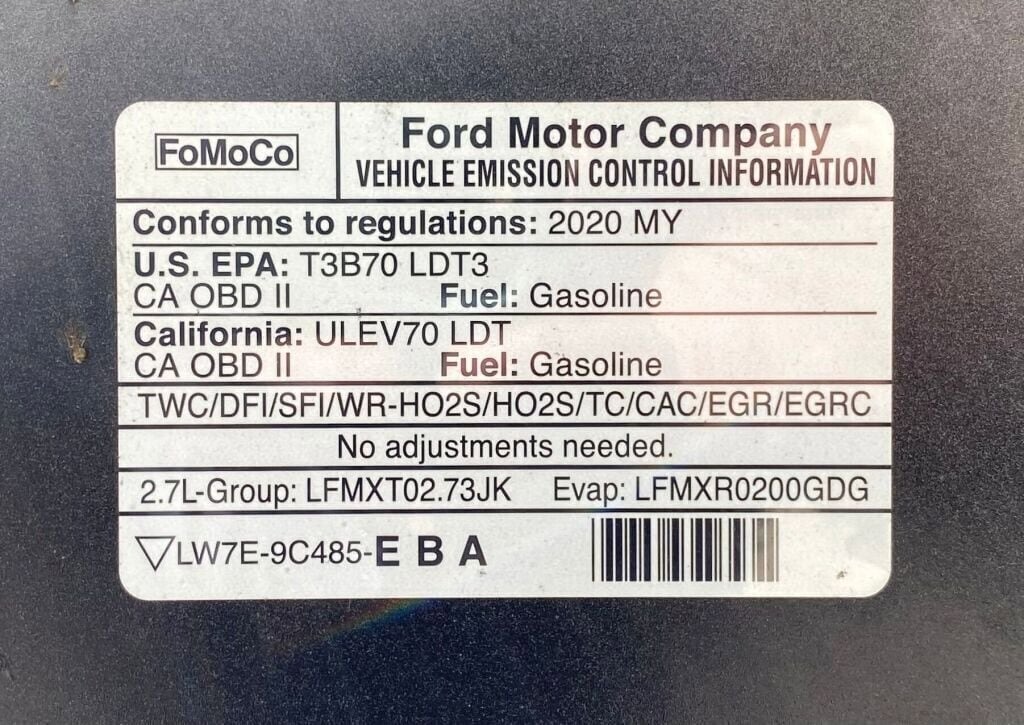 FoMoCo
Ford Motor Company
VEHICLE EMISSION CONTROL INFORMATION
Conforms to regulations: 2020 MY
U.S. EPA: T3B70 LDT3
CA OBD II Fuel: Gasoline
California: ULEV70 LDT
CA OBD II Fuel: Gasoline
TWC/DFI/SFI/WR-HO2S/HO2S/TC/CAC/EGR/EGRC
No adjustments needed.
2.7L-Group: LFMXT02.73JK Evap: LFMXR0200GDG
LW7E-9C485-E B A